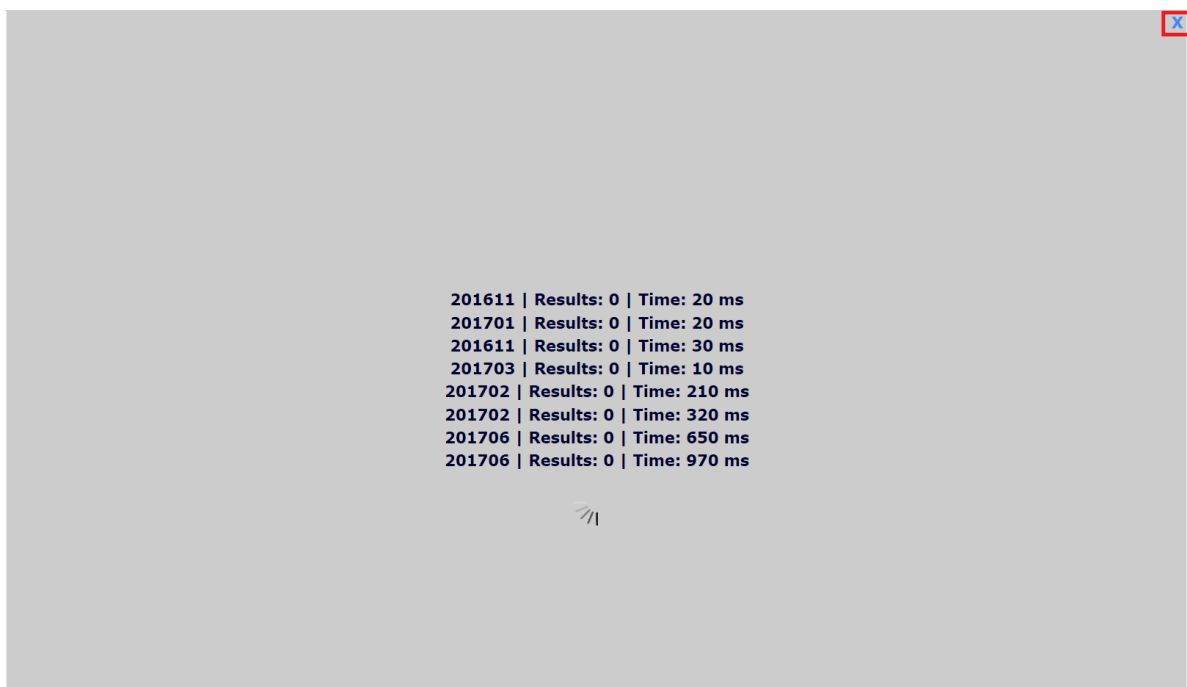 X
201611 | Results: 0 | Time: 20 ms
201701 | Results: 0 | Time: 20 ms
201611 | Results: 0 | Time: 30 ms
201703 | Results: 0 | Time: 10 ms
201702 | Results: 0 | Time: 210 ms
201702 | Results: 0 | Time: 320 ms
201706 | Results: 0 | Time: 650 ms
201706 | Results: 0 | Time: 970 ms